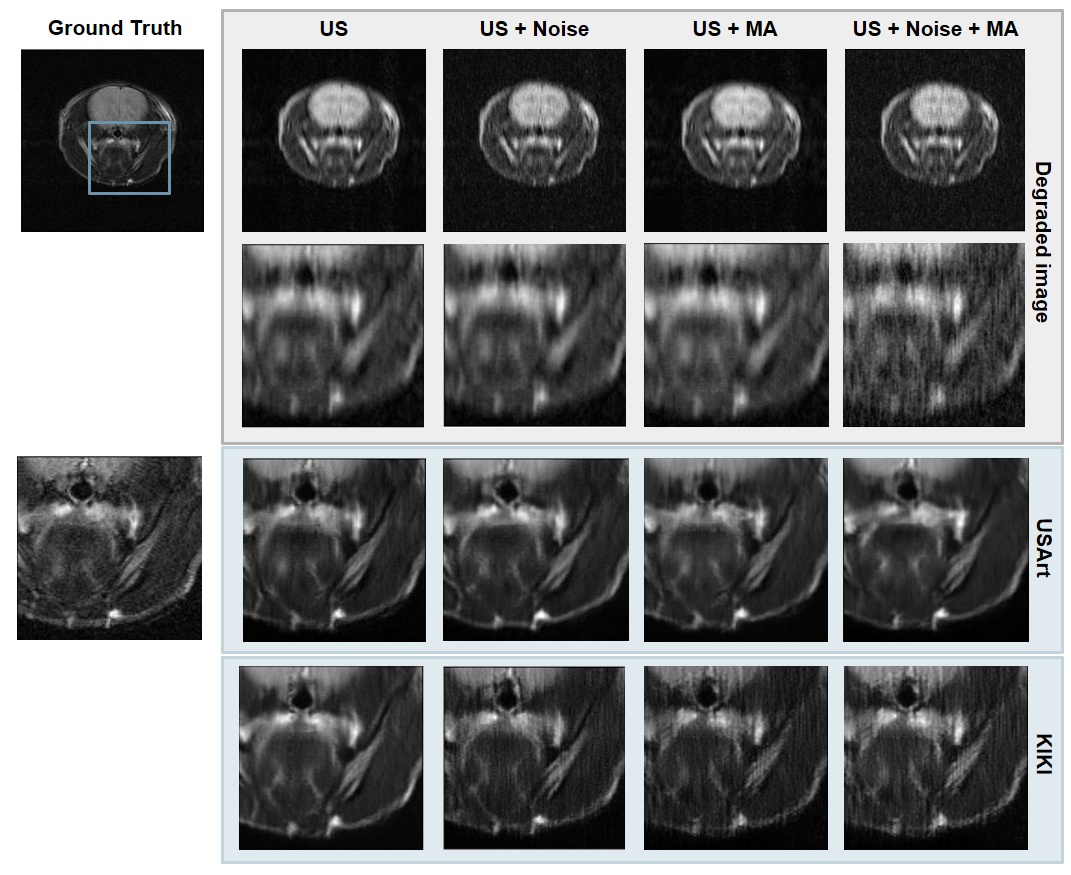 Ground Truth
US
US + Noise
US + MA
US + Noise + MA
Degraded image
USArt
KIKI